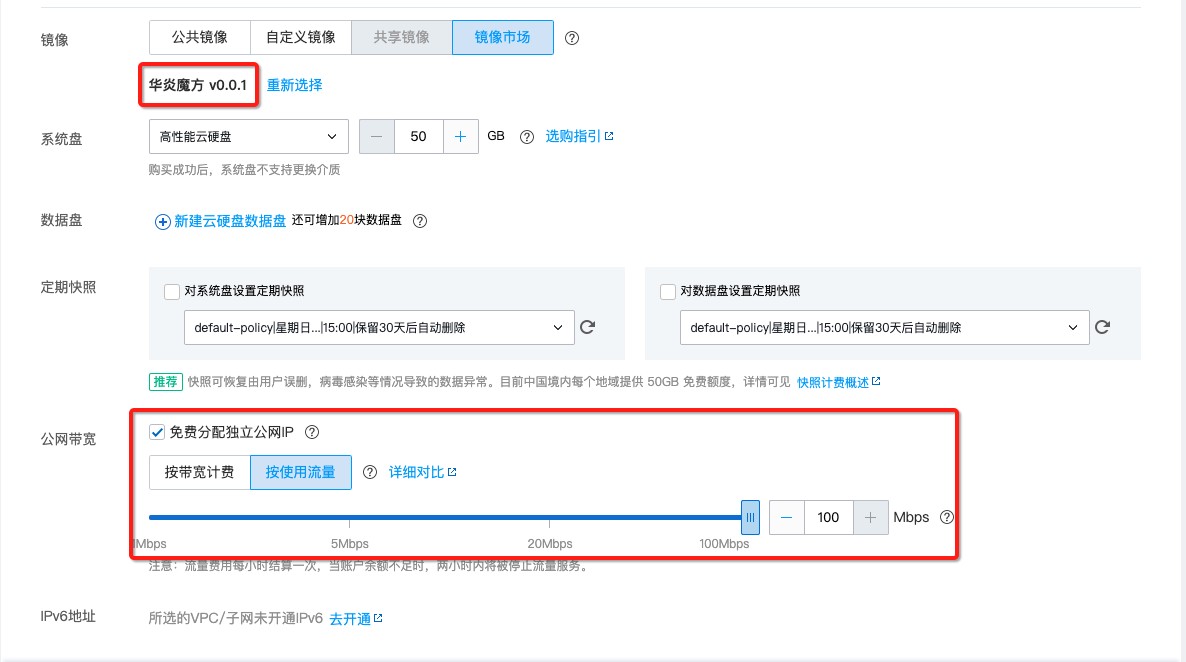 镜像
公共镜像 自定义镜像 共享镜像 镜像市场
华炎魔方 v0.0.1 重新选择
系统盘
高性能云硬盘 50 GB 选购指引
购买成功后，系统盘不支持更换介质
数据盘
新建云硬盘数据盘 还可增加20块数据盘
定期快照
对系统盘设置定期快照
default-policy|星期日...|15:00|保留30天后自动删除
对数据盘设置定期快照
default-policy|星期日...|15:00|保留30天后自动删除
推荐 快照可恢复由用户误删，病毒感染等情况导致的数据异常。目前中国境内每个地域提供 50GB 免费额度，详情可见 快照计费概述
公网带宽
免费分配独立公网IP
按带宽计费 按使用流量 详细对比
100 Mbps
1Mbps 5Mbps 20Mbps 100Mbps
注意：流量费用每小时结算一次，当账户余额不足时，两小时内将被停止流量服务。
IPv6地址
所选的VPC/子网未开通IPv6 去开通